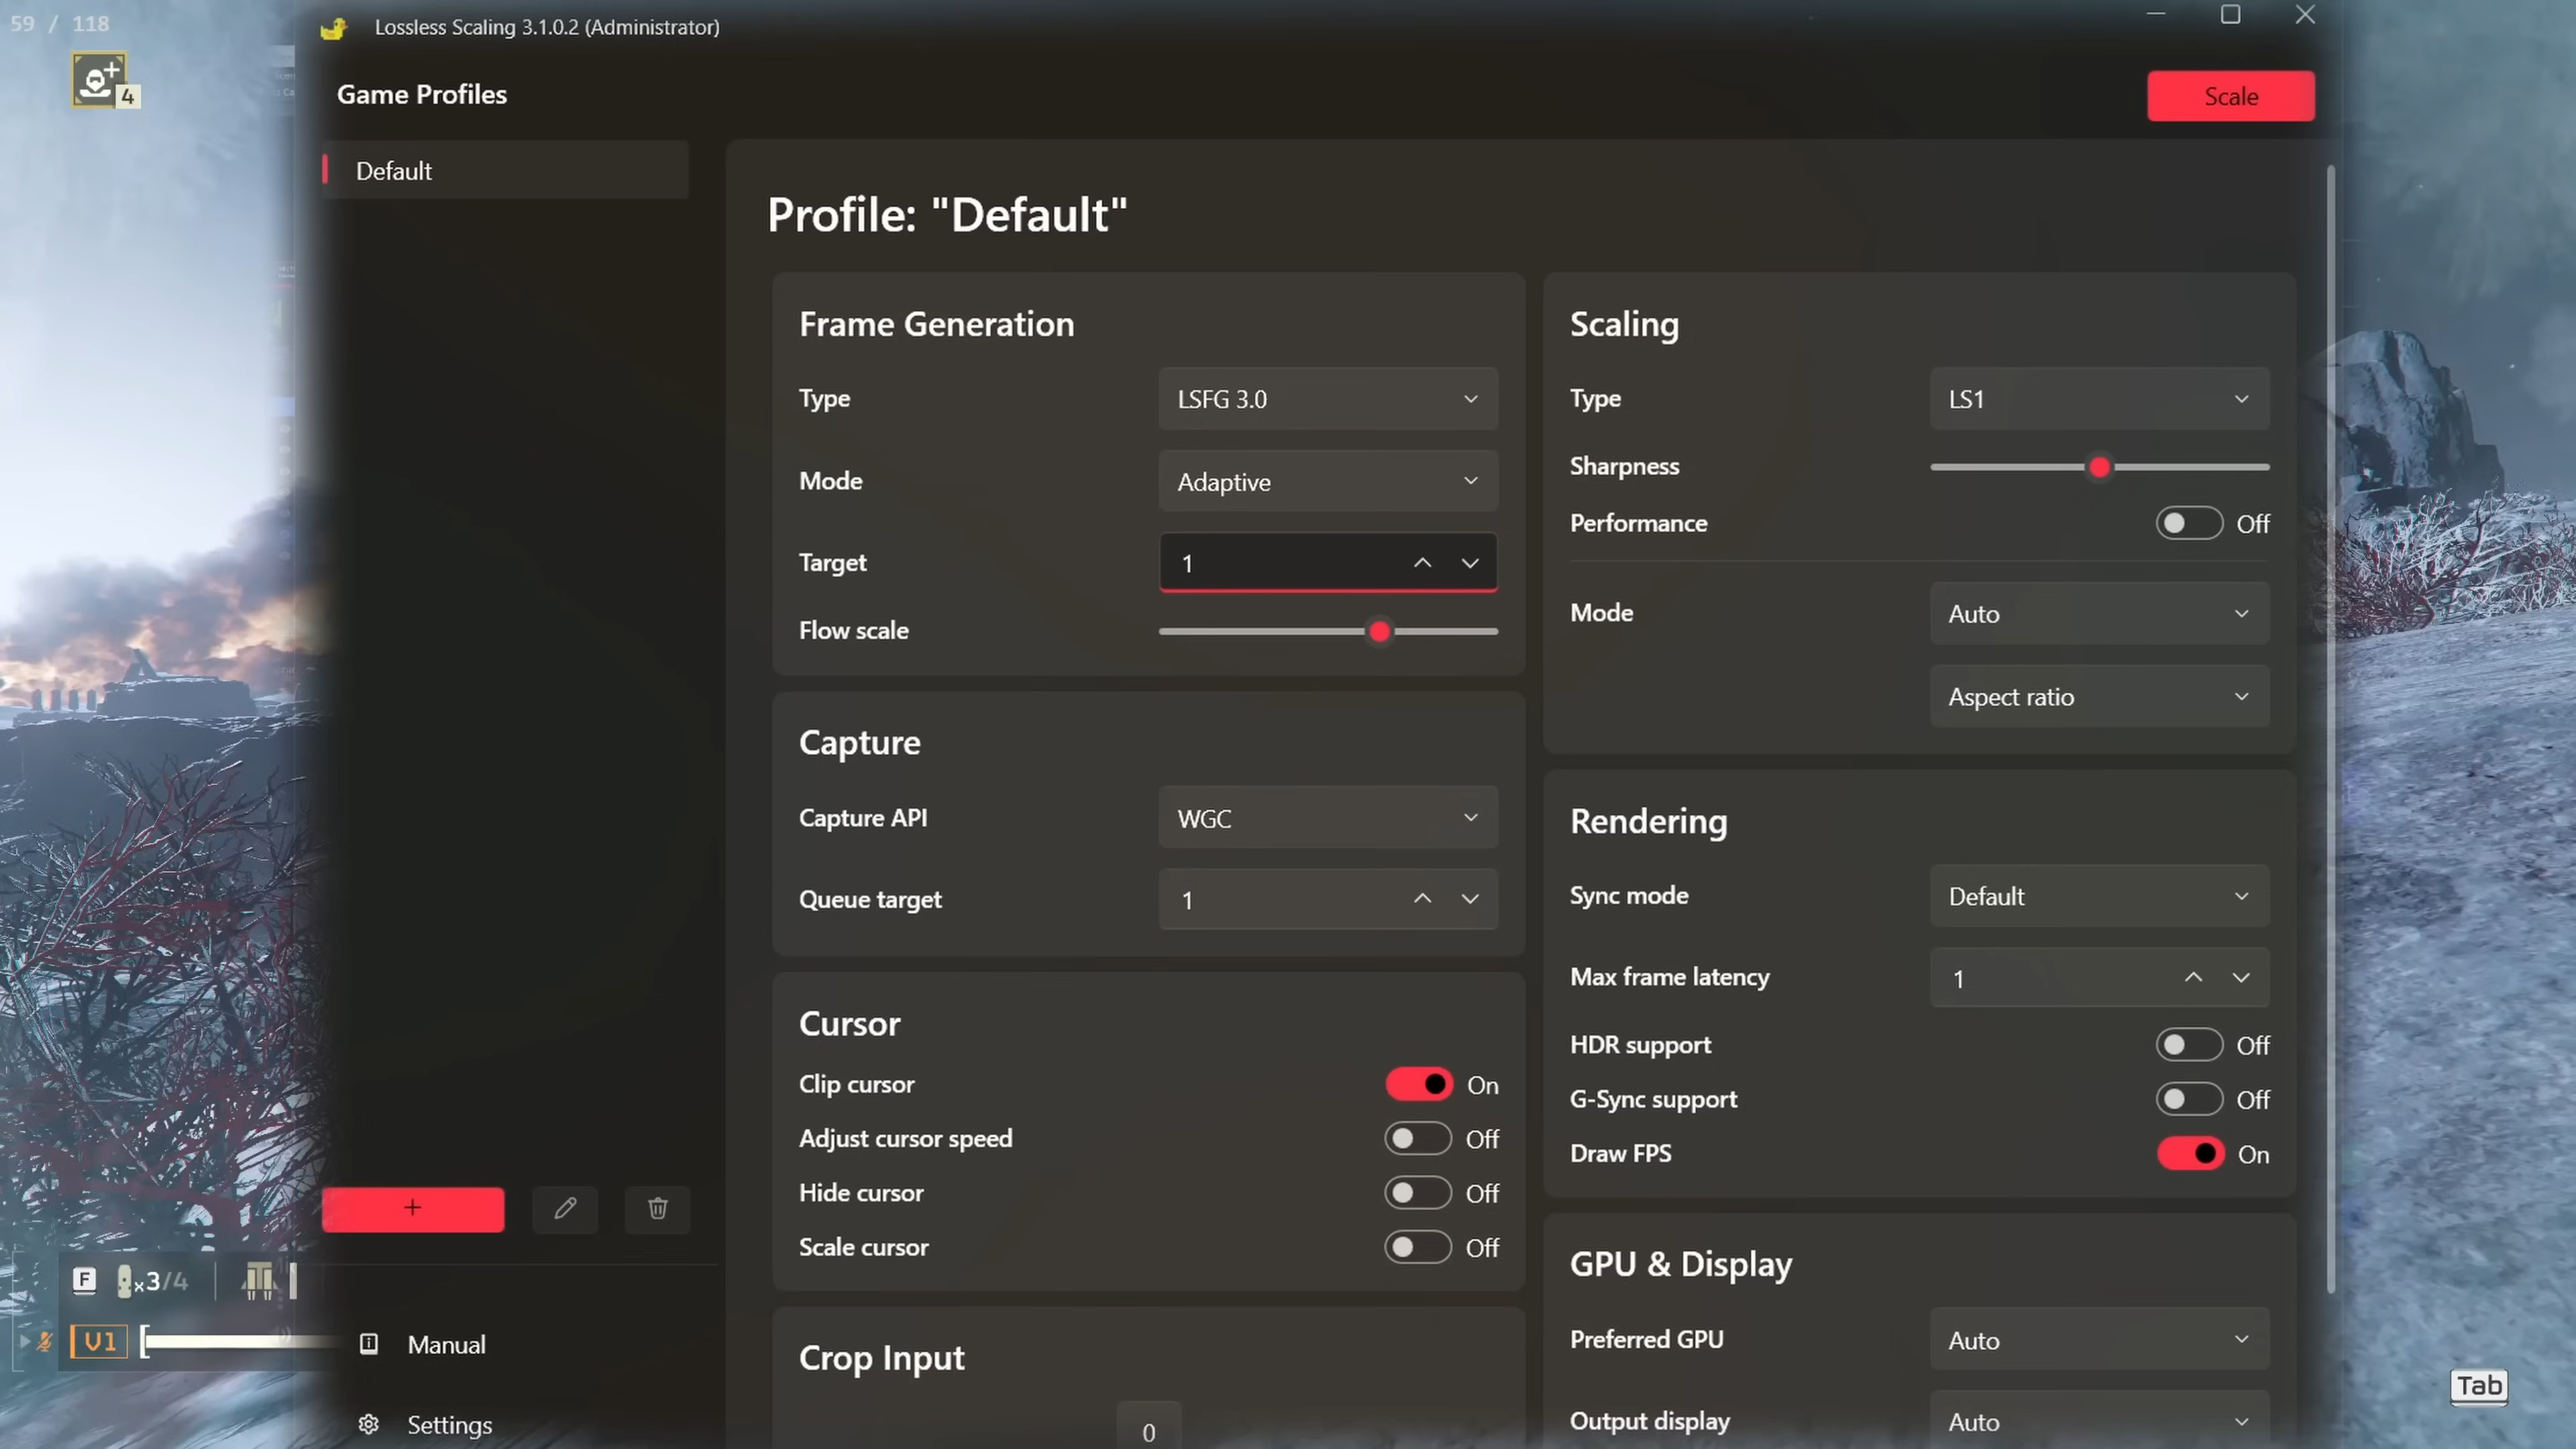 59 / 118
Lossless Scaling 3.1.0.2 (Administrator)
4
Game Profiles
Scale
Default
Profile: "Default"
Frame Generation
Type
LSFG 3.0
Mode
Adaptive
Target
1
Flow scale
Capture
Capture API
WGC
Queue target
1
Cursor
Clip cursor
On
Adjust cursor speed
Off
Hide cursor
Off
Scale cursor
Off
Crop Input
0
Scaling
Type
LS1
Sharpness
Performance
Off
Mode
Auto
Aspect ratio
Rendering
Sync mode
Default
Max frame latency
1
HDR support
Off
G-Sync support
Off
Draw FPS
On
GPU & Display
Preferred GPU
Auto
Output display
Auto
+
F x3/4
V1
Manual
Settings
Tab